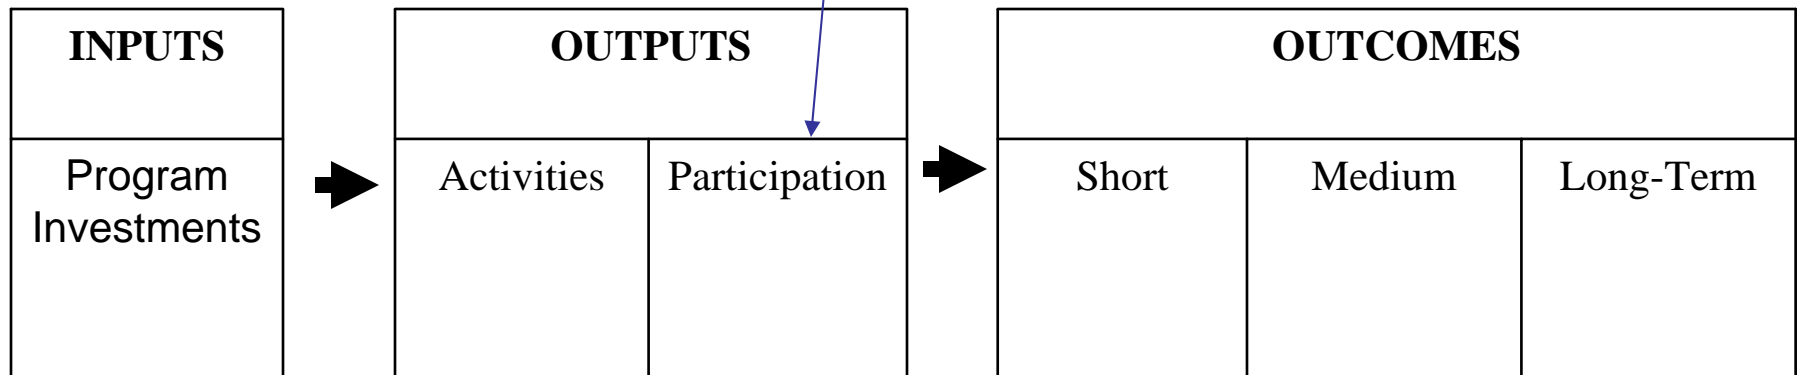 INPUTS
OUTPUTS
OUTCOMES
Program
Investments
Activities
Participation
Short
Medium
Long-Term